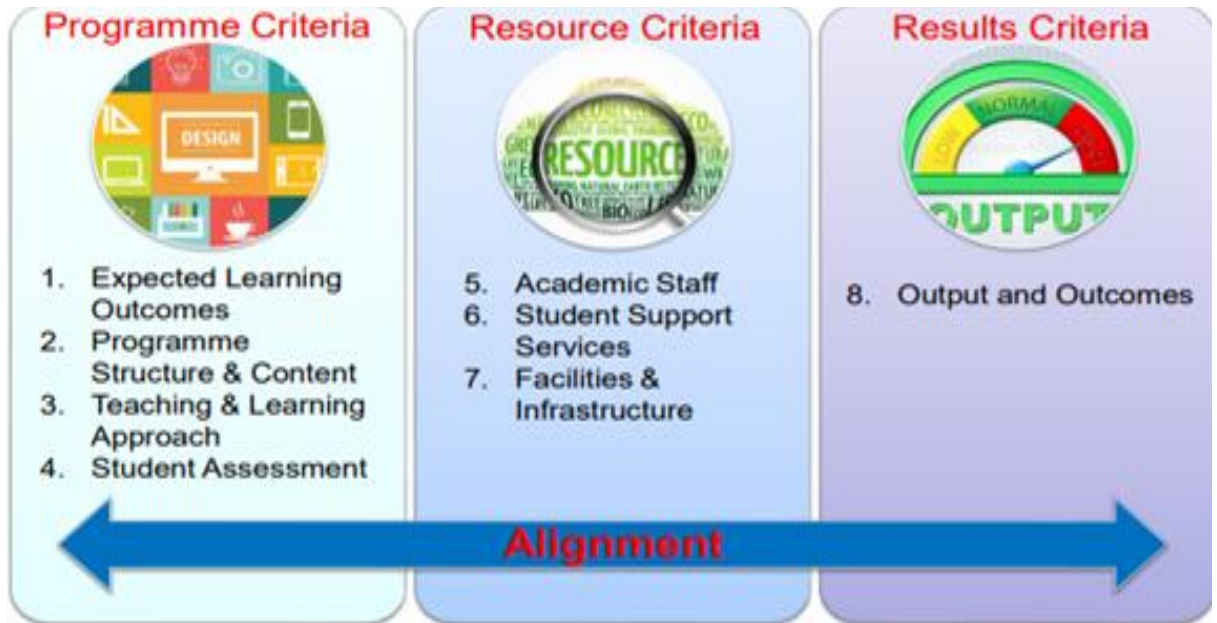 Programme Criteria
DESIGN
1. Expected Learning
Outcomes
2. Programme
Structure & Content
3. Teaching & Learning
Approach
4. Student Assessment
Resource Criteria
RESOURCE
5. Academic Staff
6. Student Support
Services
7. Facilities &
Infrastructure
Results Criteria
LOW
NORMAL
OUTPUT
8. Output and Outcomes
Alignment